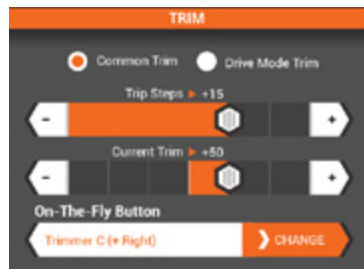 TRIM
Common Trim Drive Mode Trim
Trip Steps ▶ +15
- +
Current Trim ▶ +50
- +
On-The-Fly Button
Trimmer C (+ Right) CHANGE